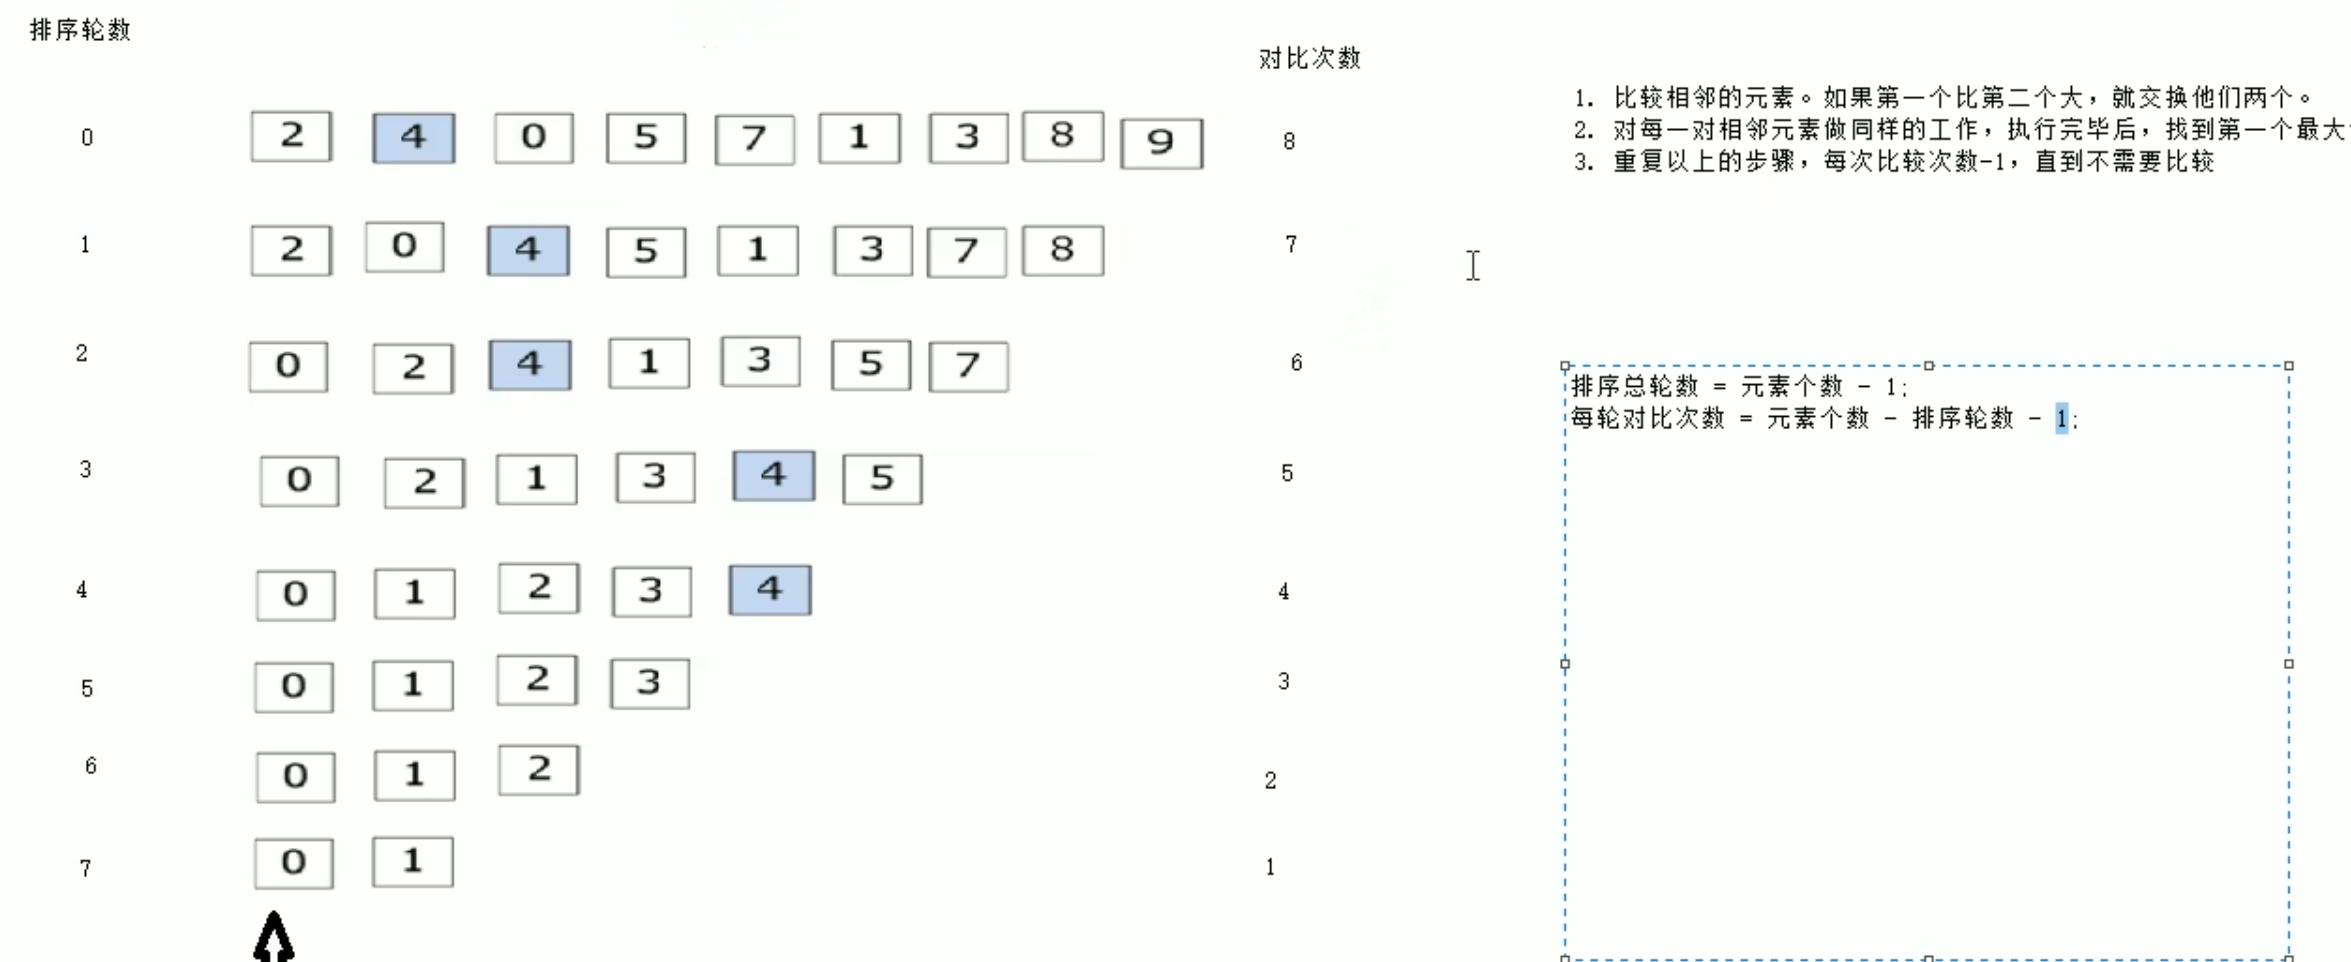 排序轮数
对比次数
0 2 4 0 5 7 1 3 8 9 8
1 2 0 4 5 1 3 7 8 7
2 0 2 4 1 3 5 7 6
3 0 2 1 3 4 5 5
4 0 1 2 3 4 4
5 0 1 2 3 3
6 0 1 2 2
7 0 1 1
1. 比较相邻的元素。如果第一个比第二个大，就交换他们两个。
2. 对每一对相邻元素做同样的工作，执行完毕后，找到第一个最大
3. 重复以上的步骤，每次比较次数-1，直到不需要比较
排序总轮数 = 元素个数 - 1;
每轮对比次数 = 元素个数 - 排序轮数 - 1;